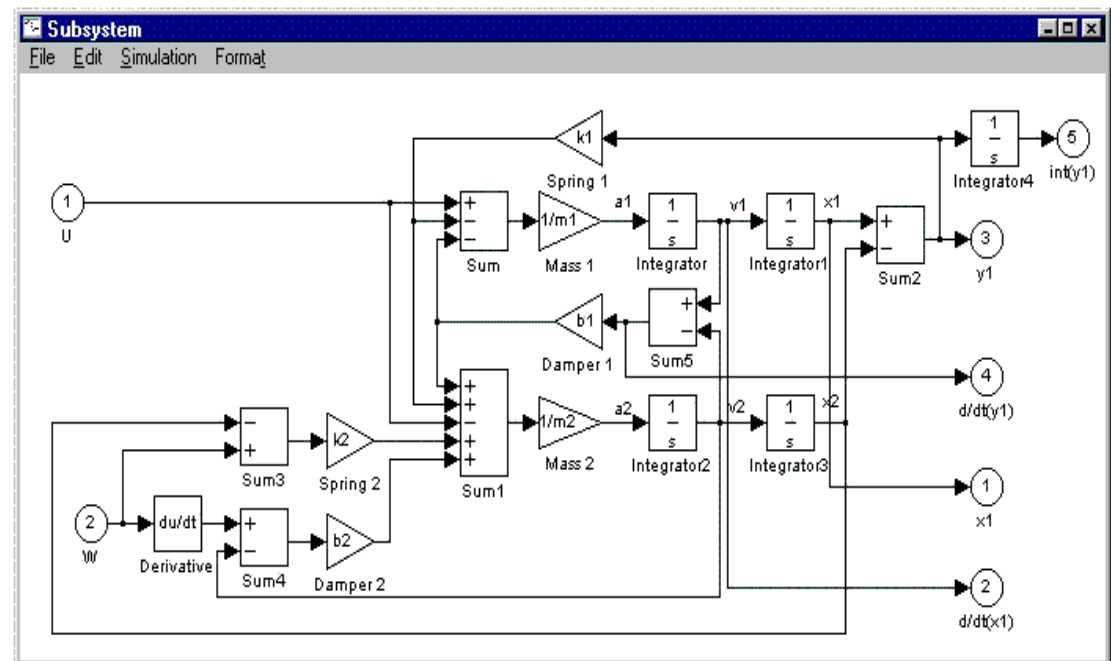 Subsystem
File Edit Simulation Format
k1
Spring 1
1
s
Integrator4
5
int(y1)
1
U
+
−
−
Sum
1/m1
Mass 1
a1
1
s
Integrator
v1
1
s
Integrator1
x1
+
−
Sum2
3
y1
b1
Damper 1
+
−
Sum5
4
d/dt(y1)
+
+
−
+
+
Sum1
1/m2
Mass 2
a2
1
s
Integrator2
v2
1
s
Integrator3
x2
−
+
Sum3
k2
Spring 2
1
x1
2
W
du/dt
Derivative
+
−
Sum4
b2
Damper 2
2
d/dt(x1)